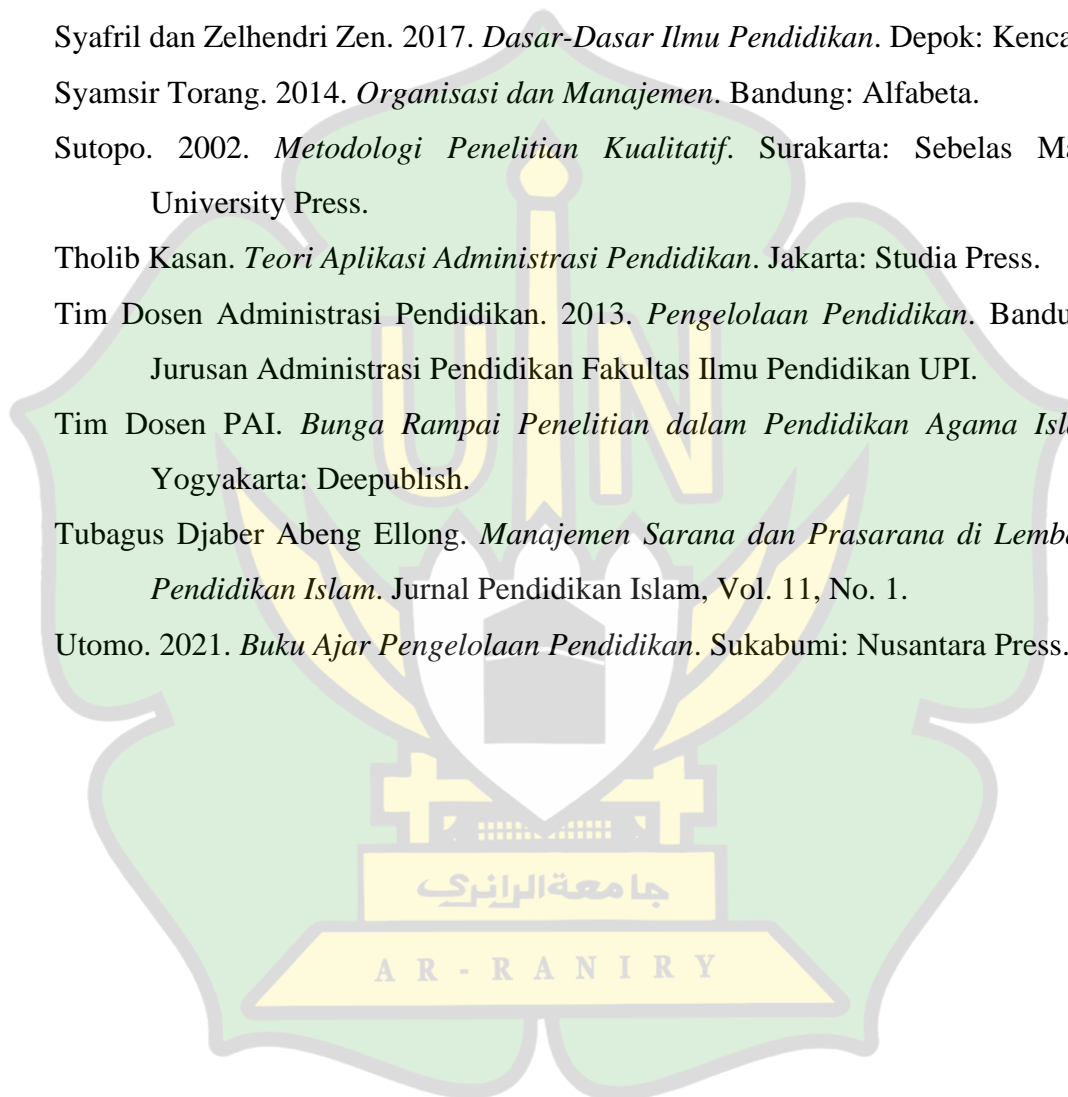 Syafril dan Zelhendri Zen. 2017. Dasar-Dasar Ilmu Pendidikan. Depok: Kenca
Syamsir Torang. 2014. Organisasi dan Manajemen. Bandung: Alfabeta.
Sutopo. 2002. Metodologi Penelitian Kualitatif. Surakarta: Sebelas Ma
University Press.
Tholib Kasan. Teori Aplikasi Administrasi Pendidikan. Jakarta: Studia Press.
Tim Dosen Administrasi Pendidikan. 2013. Pengelolaan Pendidikan. Bandu
Jurusan Administrasi Pendidikan Fakultas Ilmu Pendidikan UPI.
Tim Dosen PAI. Bunga Rampai Penelitian dalam Pendidikan Agama Isl
Yogyakarta: Deepublish.
Tubagus Djaber Abeng Ellong. Manajemen Sarana dan Prasarana di Lemb
Pendidikan Islam. Jurnal Pendidikan Islam, Vol. 11, No. 1.
Utomo. 2021. Buku Ajar Pengelolaan Pendidikan. Sukabumi: Nusantara Press.
UIN
جامعة الرانري
AR-RANIRY